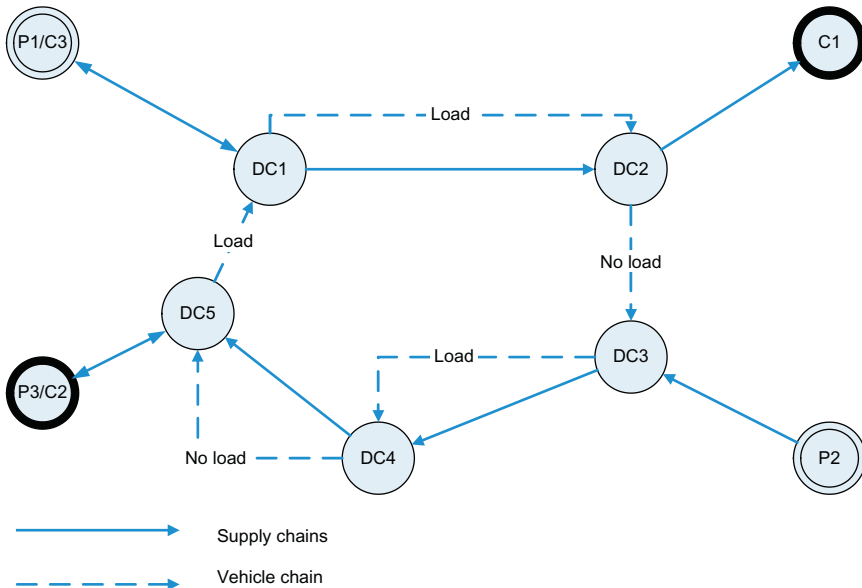 P1/C3
C1
Load
DC1
DC2
Load
No load
DC5
DC3
Load
P3/C2
No load
DC4
P2
Supply chains
Vehicle chain